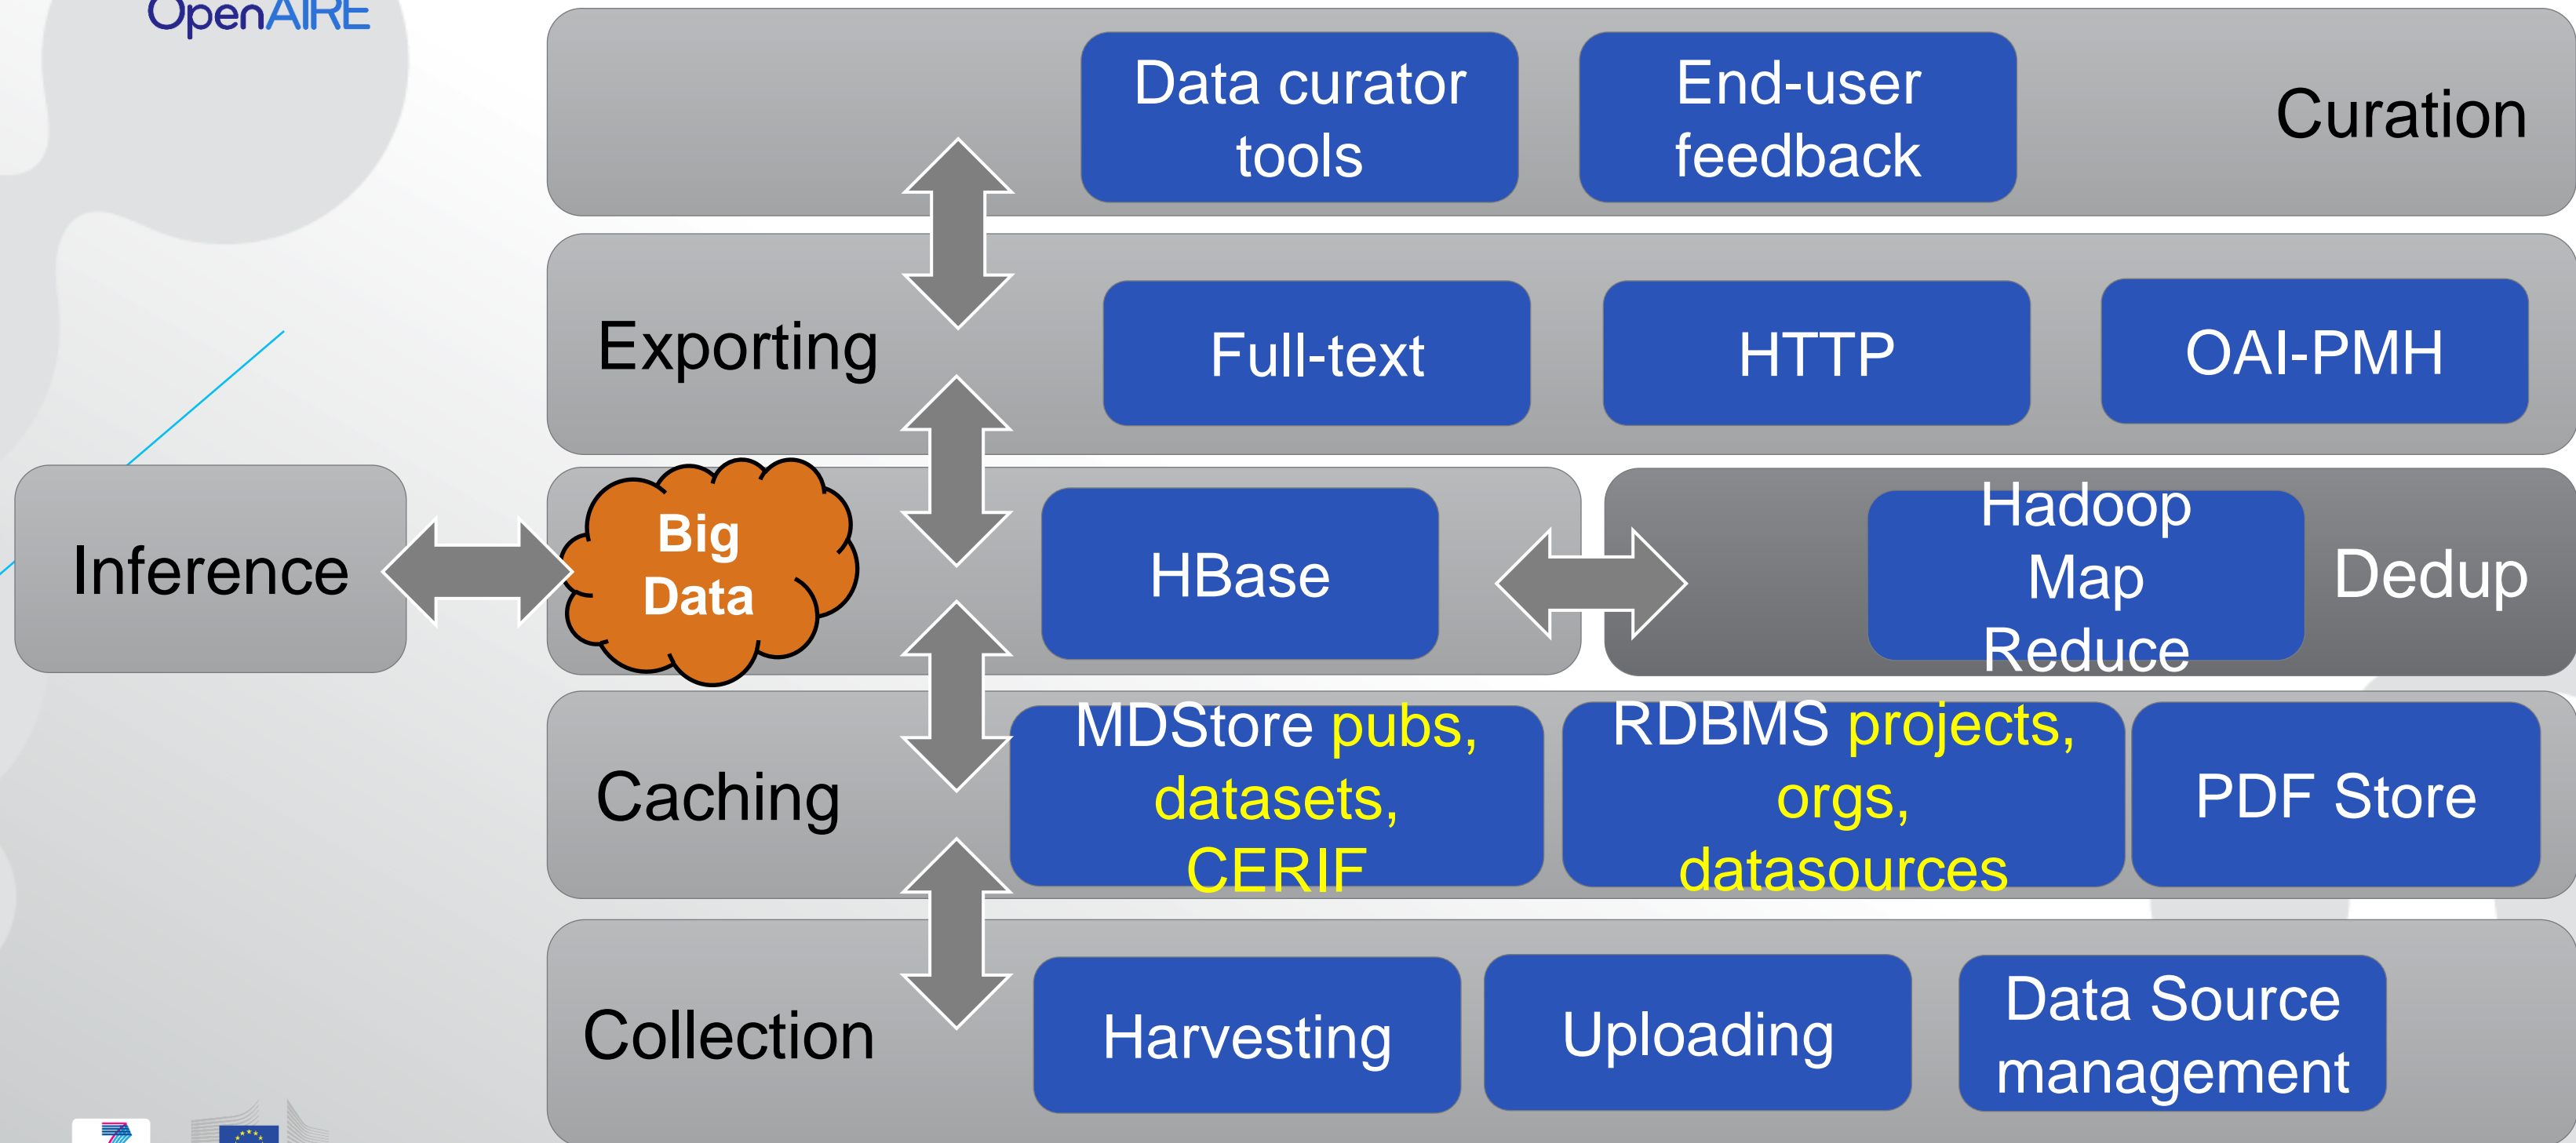 OpenAIRE
Data curator
tools
End-user
feedback
Curation
Exporting
Full-text
HTTP
OAI-PMH
Inference
Big
Data
HBase
Hadoop
Map
Reduce
Dedup
Caching
MDStore pubs,
datasets,
CERIF
RDBMS projects,
orgs,
datasources
PDF Store
Collection
Harvesting
Uploading
Data Source
management